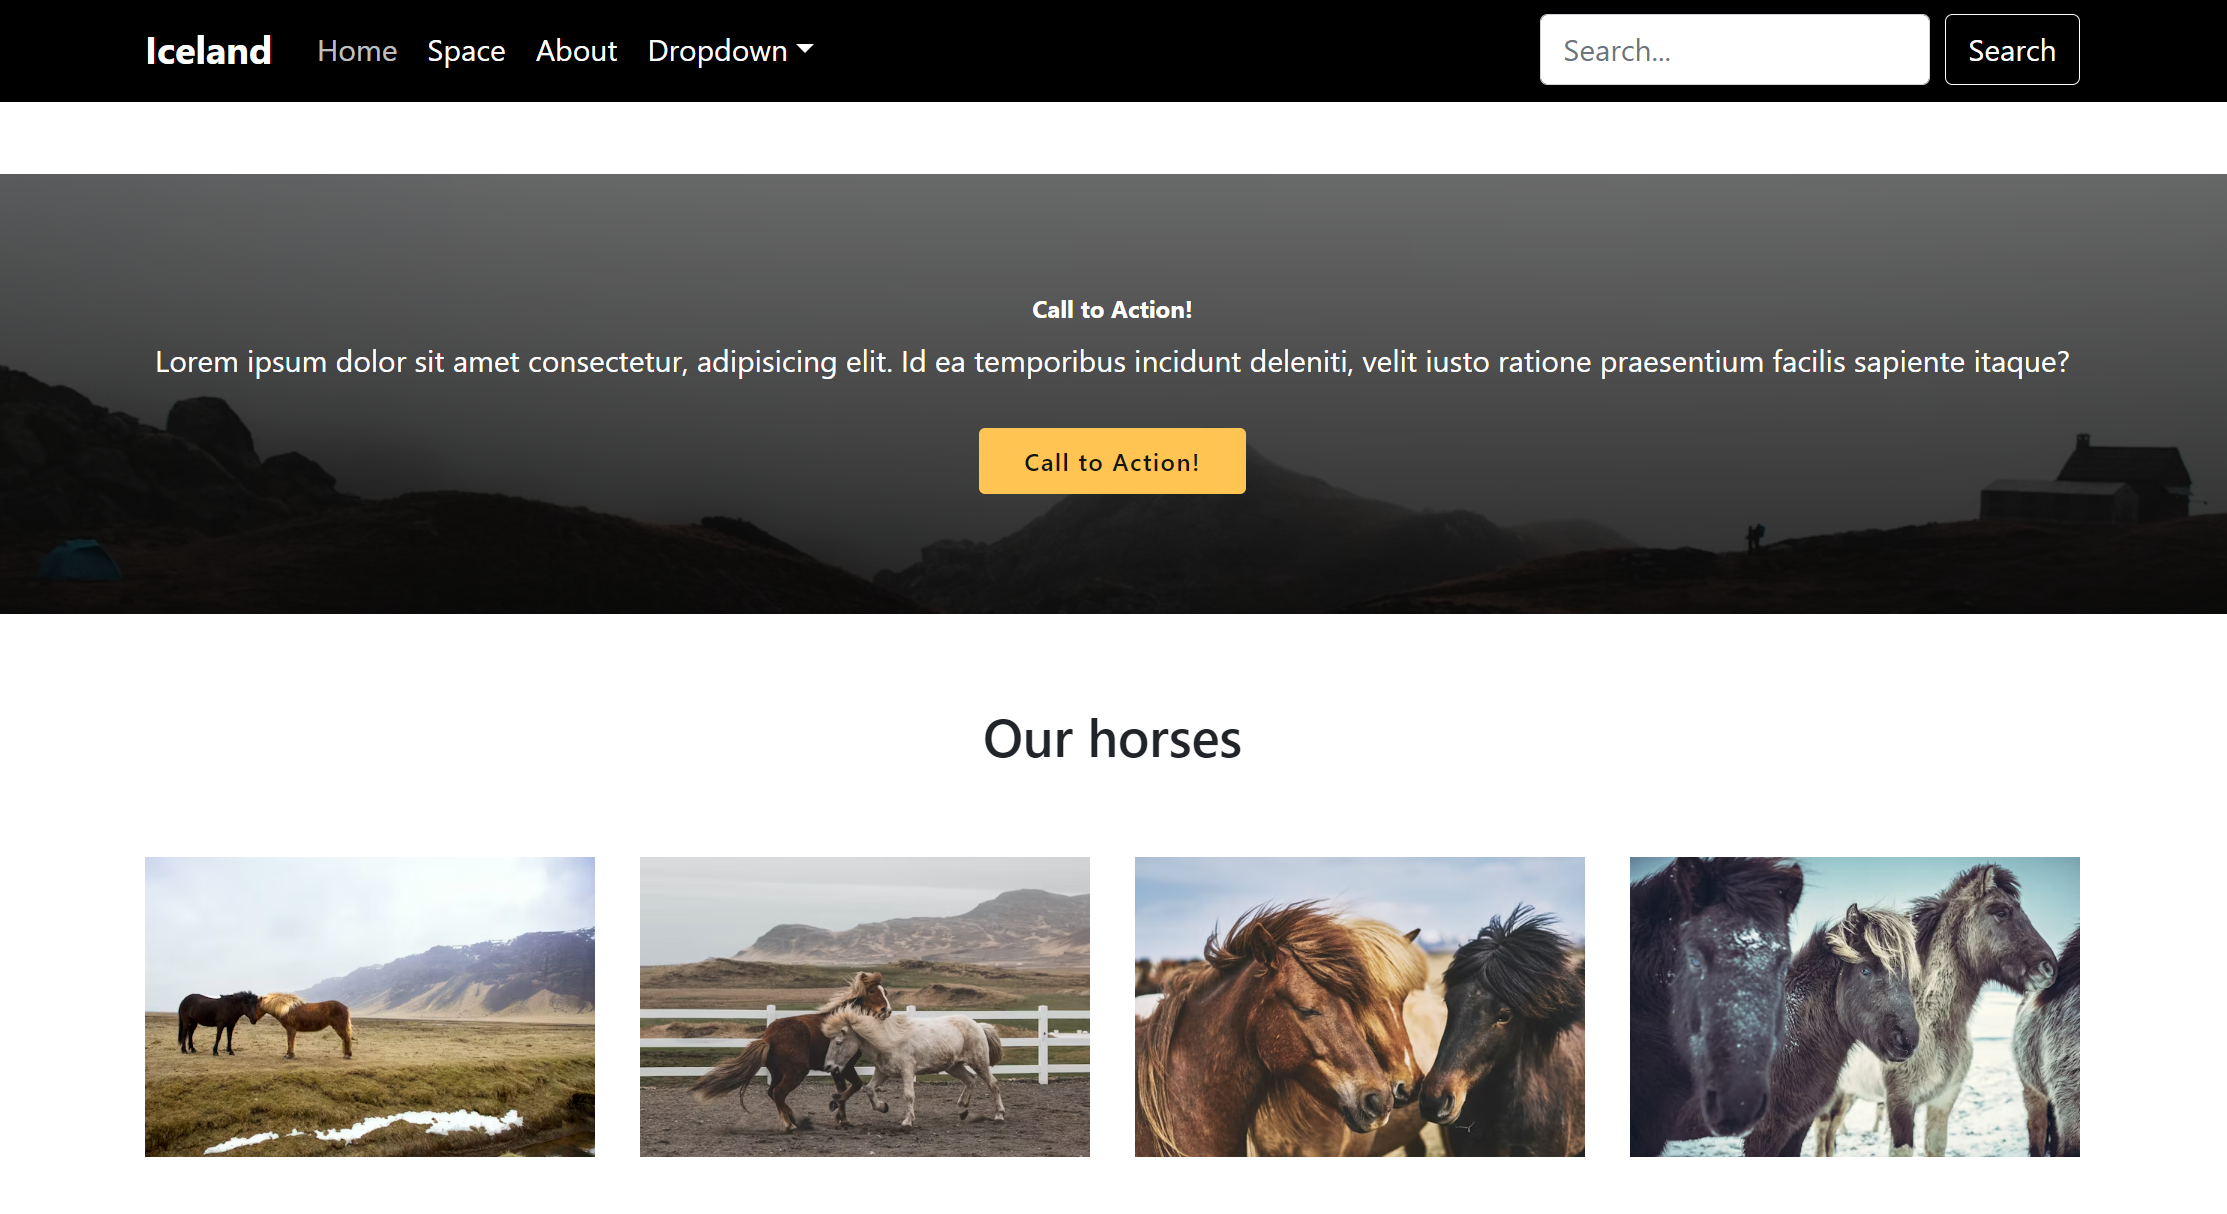 Iceland Home Space About Dropdown Search... Search
Call to Action!
Lorem ipsum dolor sit amet consectetur, adipisicing elit. Id ea temporibus incidunt deleniti, velit iusto ratione praesentium facilis sapiente itaque?
Call to Action!
Our horses